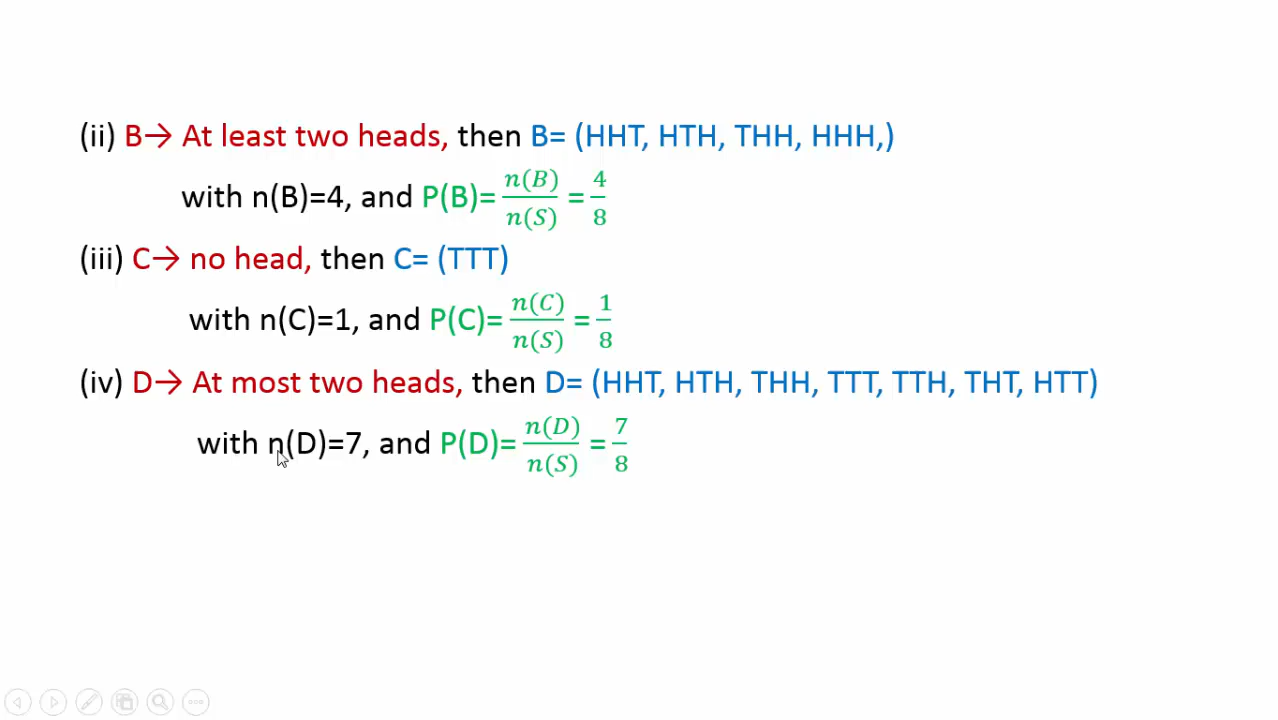 (ii) B→ At least two heads, then B= (HHT, HTH, THH, HHH,)
with n(B)=4, and P(B)= n(B)/n(S) = 4/8
(iii) C→ no head, then C= (TTT)
with n(C)=1, and P(C)= n(C)/n(S) = 1/8
(iv) D→ At most two heads, then D= (HHT, HTH, THH, TTT, TTH, THT, HTT)
with n(D)=7, and P(D)= n(D)/n(S) = 7/8